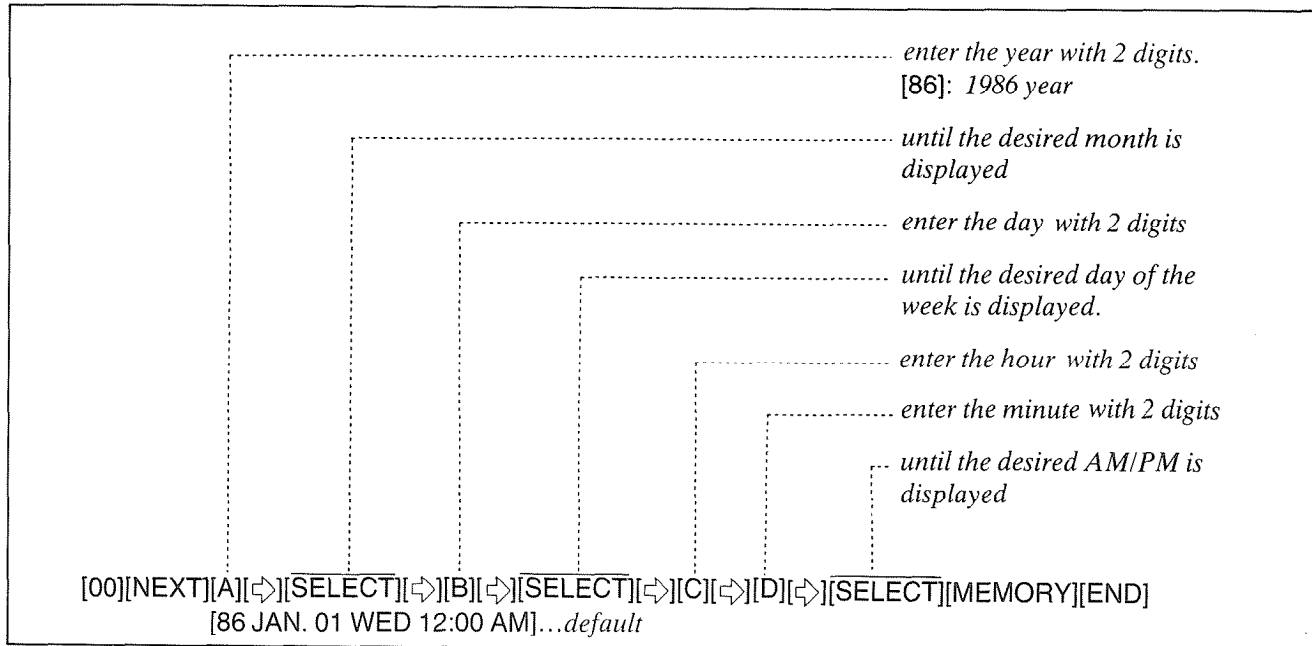 enter the year with 2 digits.
[86]: 1986 year
until the desired month is
displayed
enter the day with 2 digits
until the desired day of the
week is displayed.
enter the hour with 2 digits
enter the minute with 2 digits
until the desired AM/PM is
displayed
[00][NEXT][A][⇨][SELECT][⇨][B][⇨][SELECT][⇨][C][⇨][D][⇨][SELECT][MEMORY][END]
[86 JAN. 01 WED 12:00 AM]...default